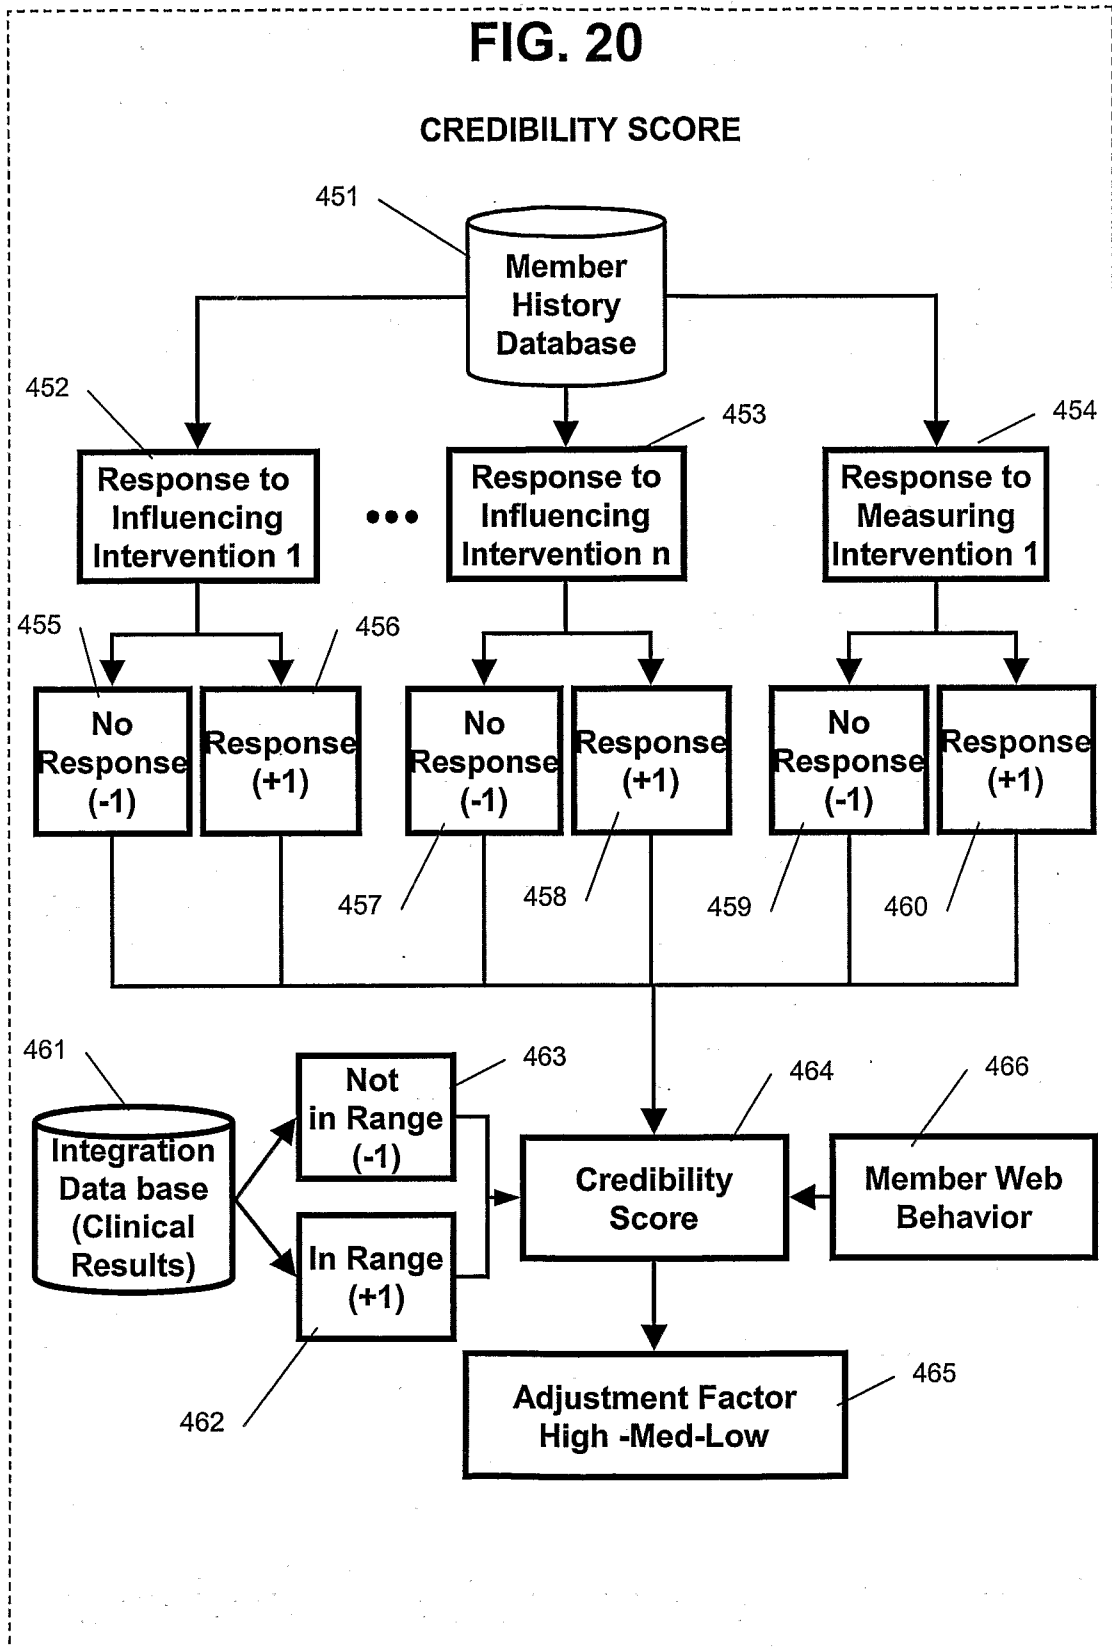 FIG. 20
CREDIBILITY SCORE
451
Member
History
Database
452
453
454
Response to
Influencing
Intervention 1
•••
Response to
Influencing
Intervention n
Response to
Measuring
Intervention 1
455
456
No
Response
(-1)
Response
(+1)
No
Response
(-1)
Response
(+1)
No
Response
(-1)
Response
(+1)
457
458
459
460
461
463
464
466
Integration
Data base
(Clinical
Results)
Not
in Range
(-1)
In Range
(+1)
Credibility
Score
Member Web
Behavior
462
465
Adjustment Factor
High -Med-Low